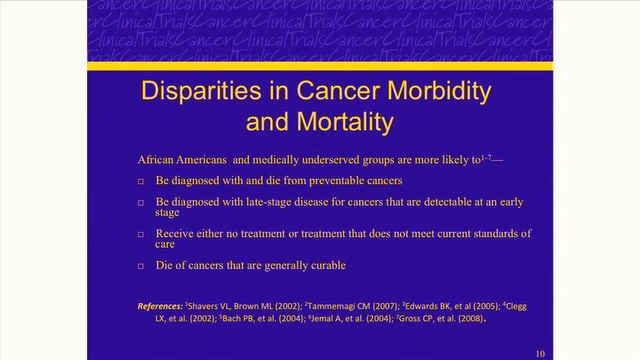 ClinicalTrialsCancerClinicalTrialsCancerC
Disparities in Cancer Morbidity
and Mortality
African Americans and medically underserved groups are more likely to1-7—
□ Be diagnosed with and die from preventable cancers
□ Be diagnosed with late-stage disease for cancers that are detectable at an early
stage
□ Receive either no treatment or treatment that does not meet current standards of
care
□ Die of cancers that are generally curable
References: 1Shavers VL, Brown ML (2002); 2Tammemagi CM (2007); 3Edwards BK, et al (2005); 4Clegg
LX, et al. (2002); 5Bach PB, et al. (2004); 6Jemal A, et al. (2004); 7Gross CP, et al. (2008).
10